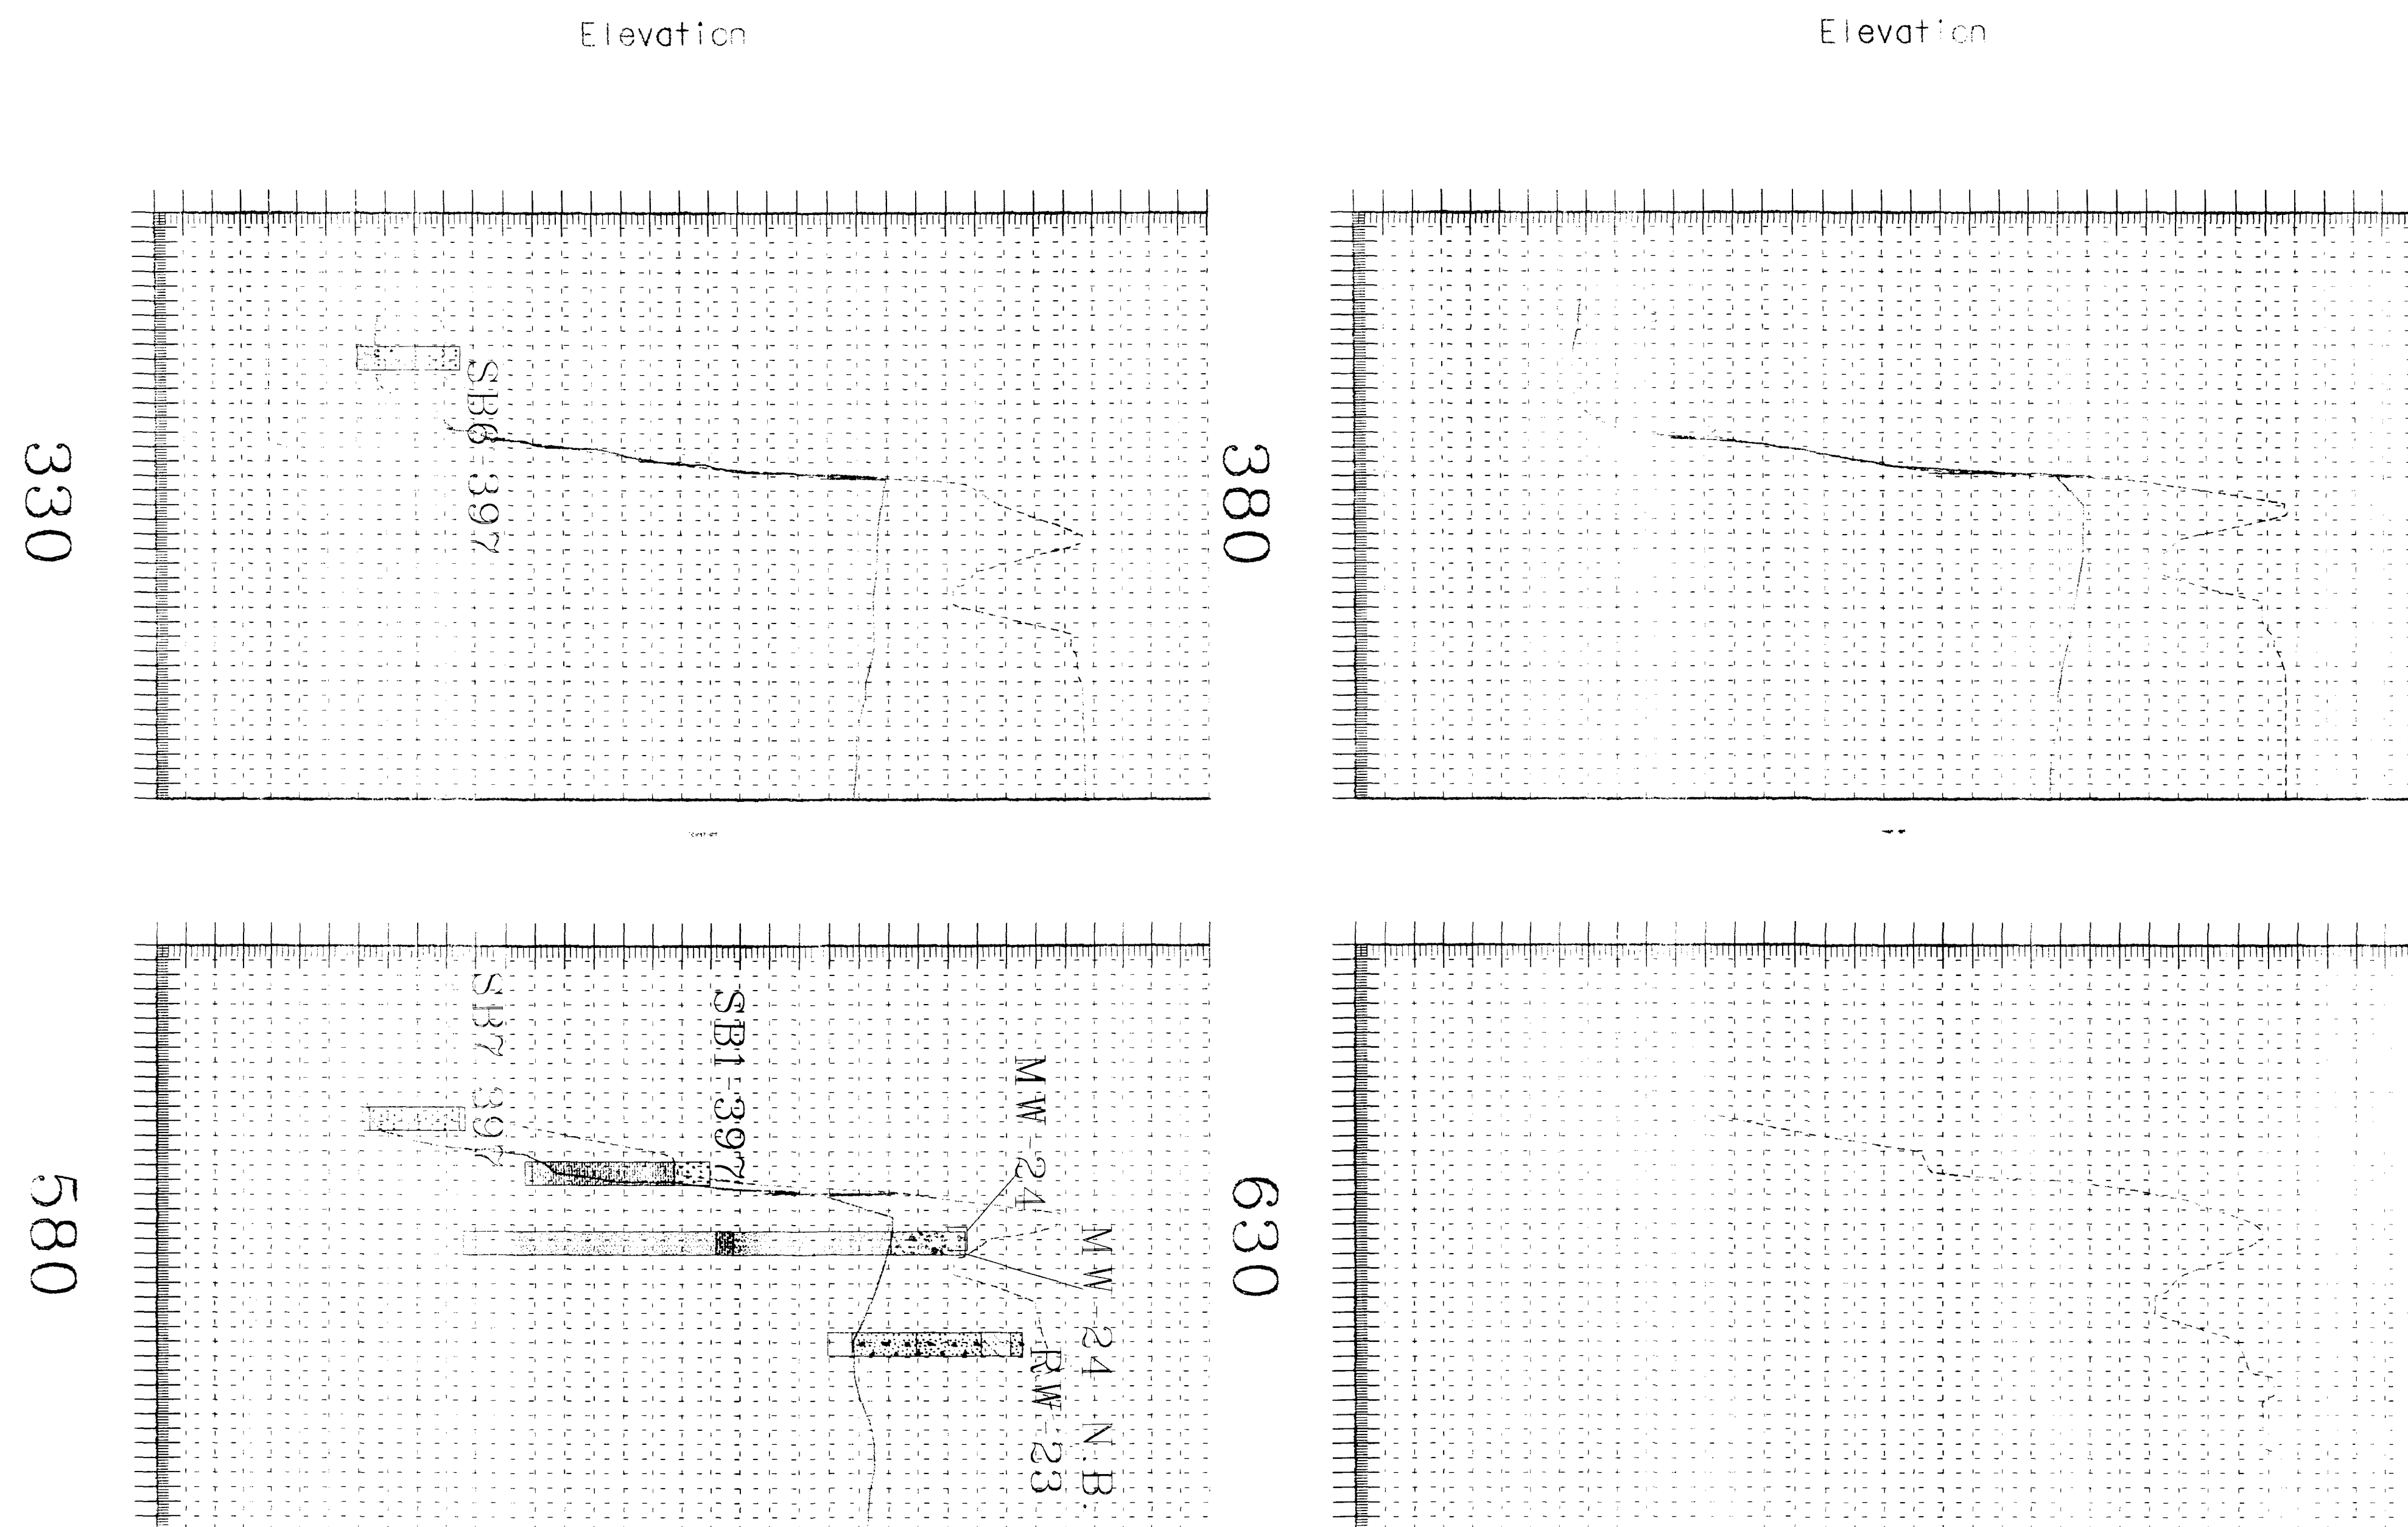 Elevation
Elevation
330
SB6-397
380
580
SB7-397
SB1-397
MW-24
MW-24 N.B.
RW-23
630